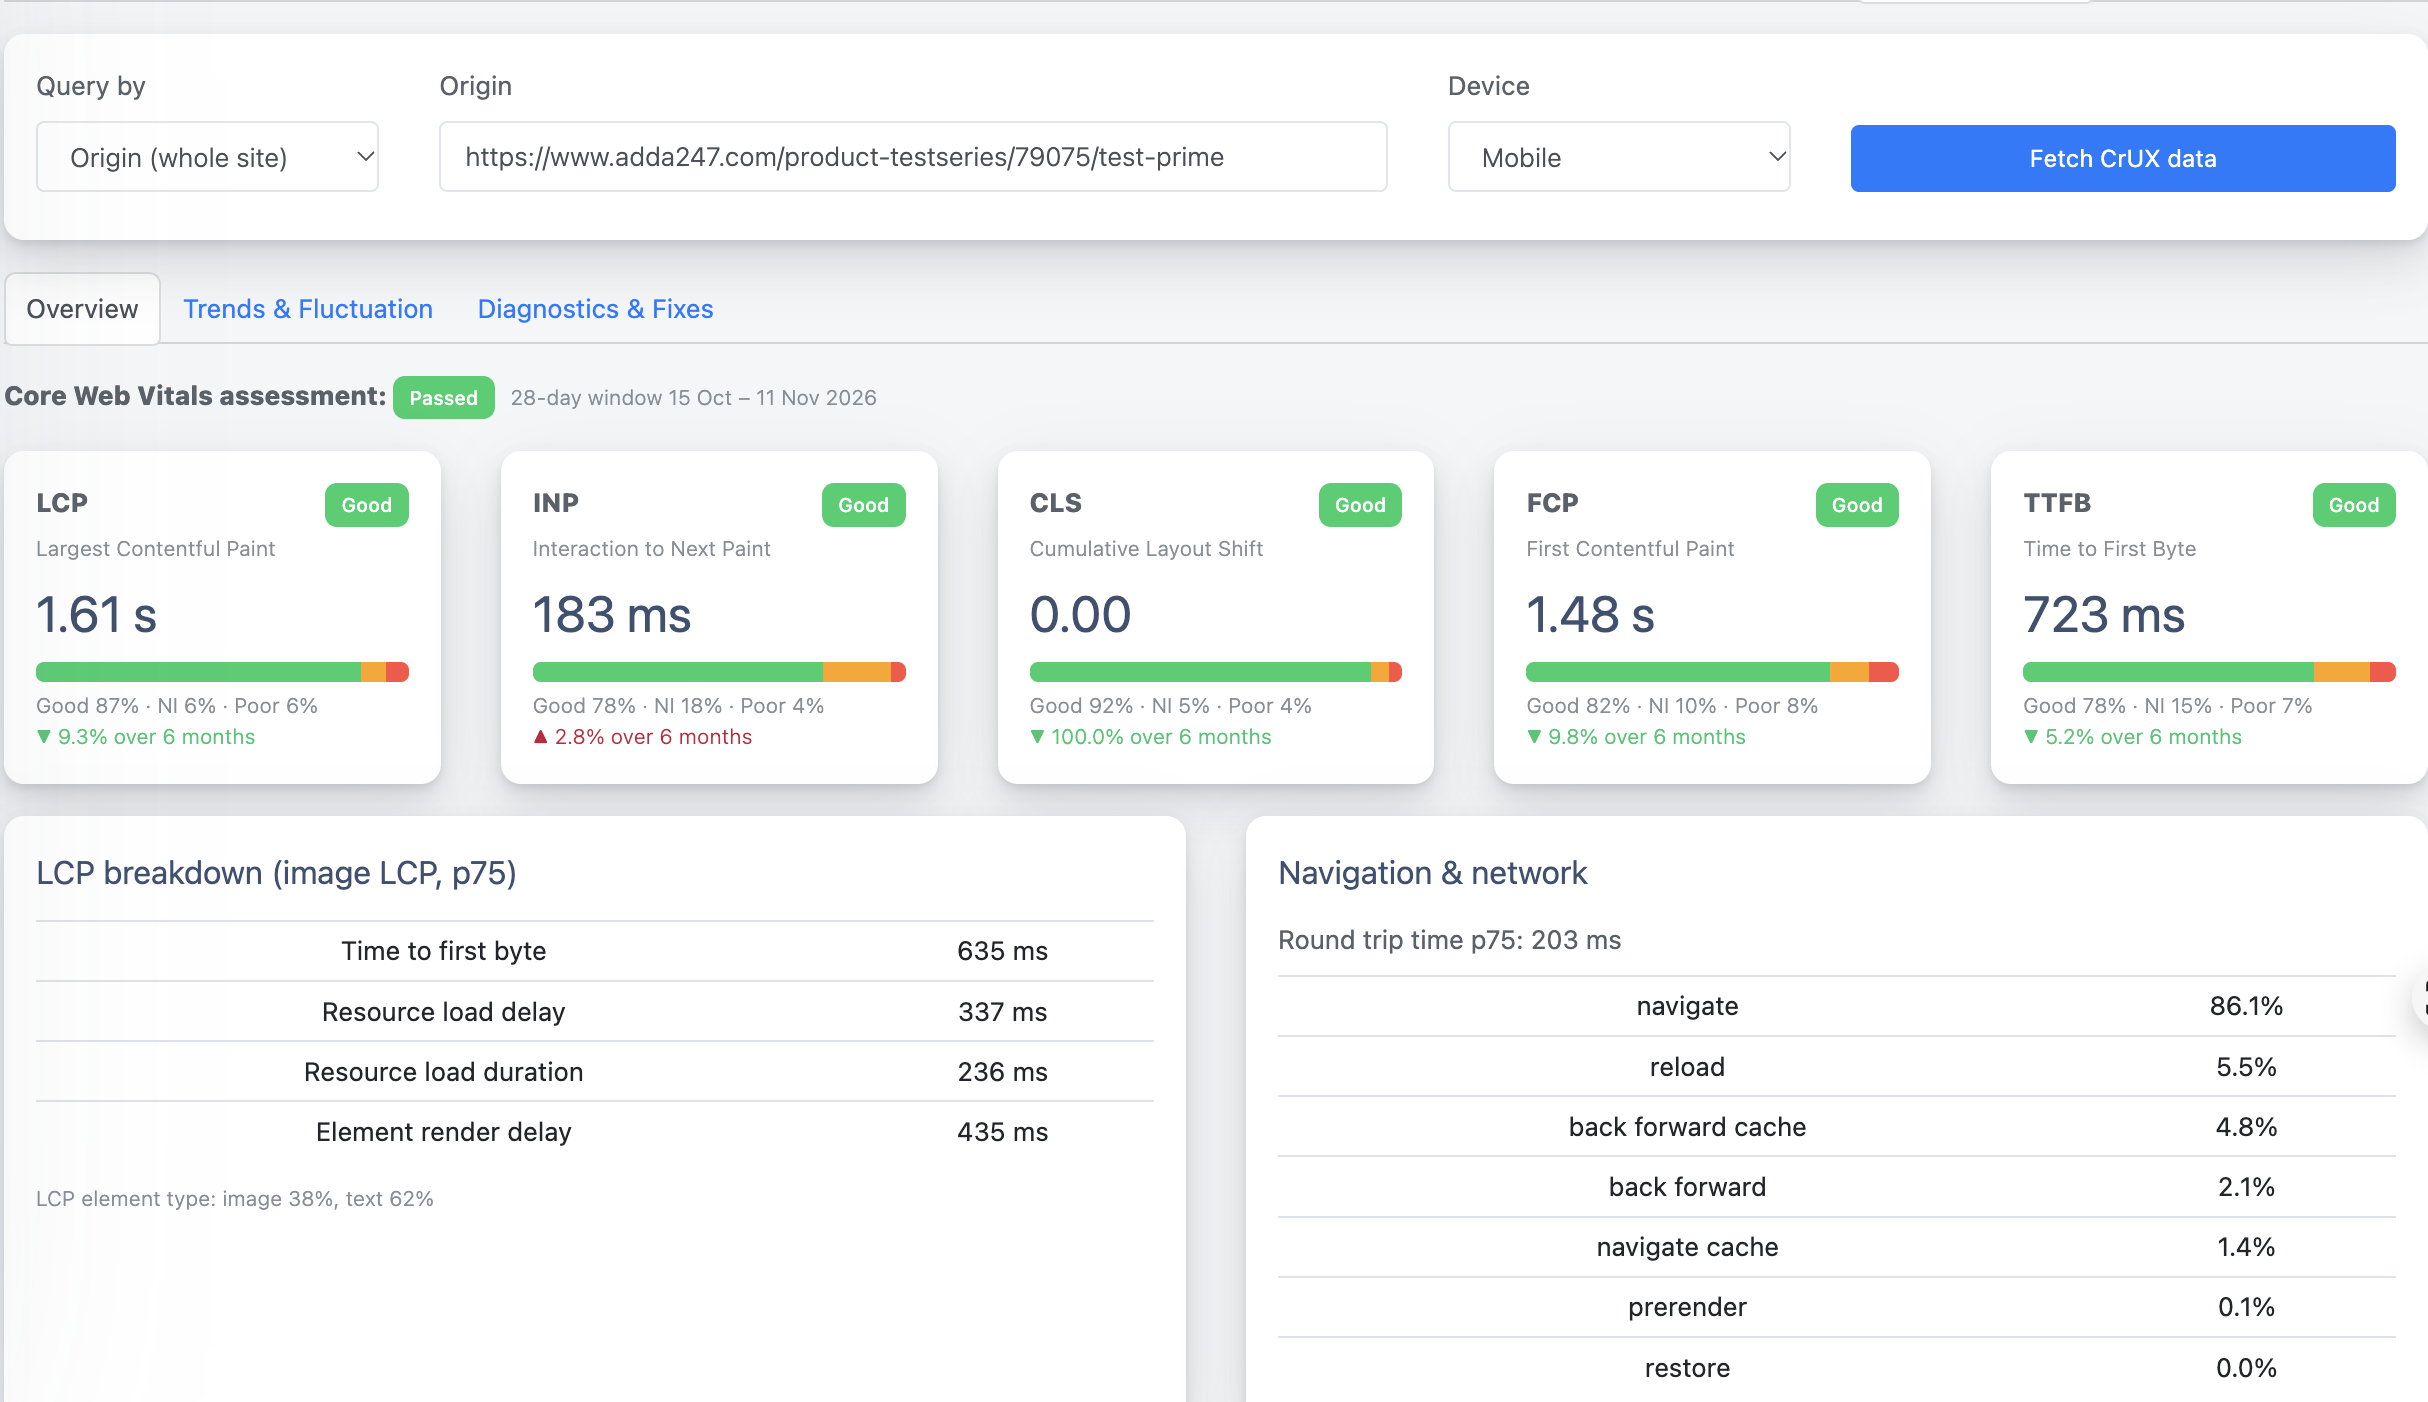 Query by
Origin
Device
Origin (whole site)
https://www.adda247.com/product-testseries/79075/test-prime
Mobile
Fetch CrUX data
Overview
Trends & Fluctuation
Diagnostics & Fixes
Core Web Vitals assessment: Passed 28-day window 15 Oct – 11 Nov 2026
LCP Good
Largest Contentful Paint
1.61 s
Good 87% · NI 6% · Poor 6%
▼ 9.3% over 6 months
INP Good
Interaction to Next Paint
183 ms
Good 78% · NI 18% · Poor 4%
▲ 2.8% over 6 months
CLS Good
Cumulative Layout Shift
0.00
Good 92% · NI 5% · Poor 4%
▼ 100.0% over 6 months
FCP Good
First Contentful Paint
1.48 s
Good 82% · NI 10% · Poor 8%
▼ 9.8% over 6 months
TTFB Good
Time to First Byte
723 ms
Good 78% · NI 15% · Poor 7%
▼ 5.2% over 6 months
LCP breakdown (image LCP, p75)
Time to first byte 635 ms
Resource load delay 337 ms
Resource load duration 236 ms
Element render delay 435 ms
LCP element type: image 38%, text 62%
Navigation & network
Round trip time p75: 203 ms
navigate 86.1%
reload 5.5%
back forward cache 4.8%
back forward 2.1%
navigate cache 1.4%
prerender 0.1%
restore 0.0%